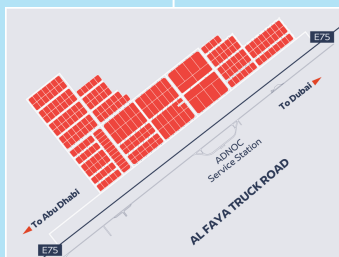 E75
To Dubai
ADNOC
Service Station
To Abu Dhabi
AL FAYA TRUCK ROAD
E75